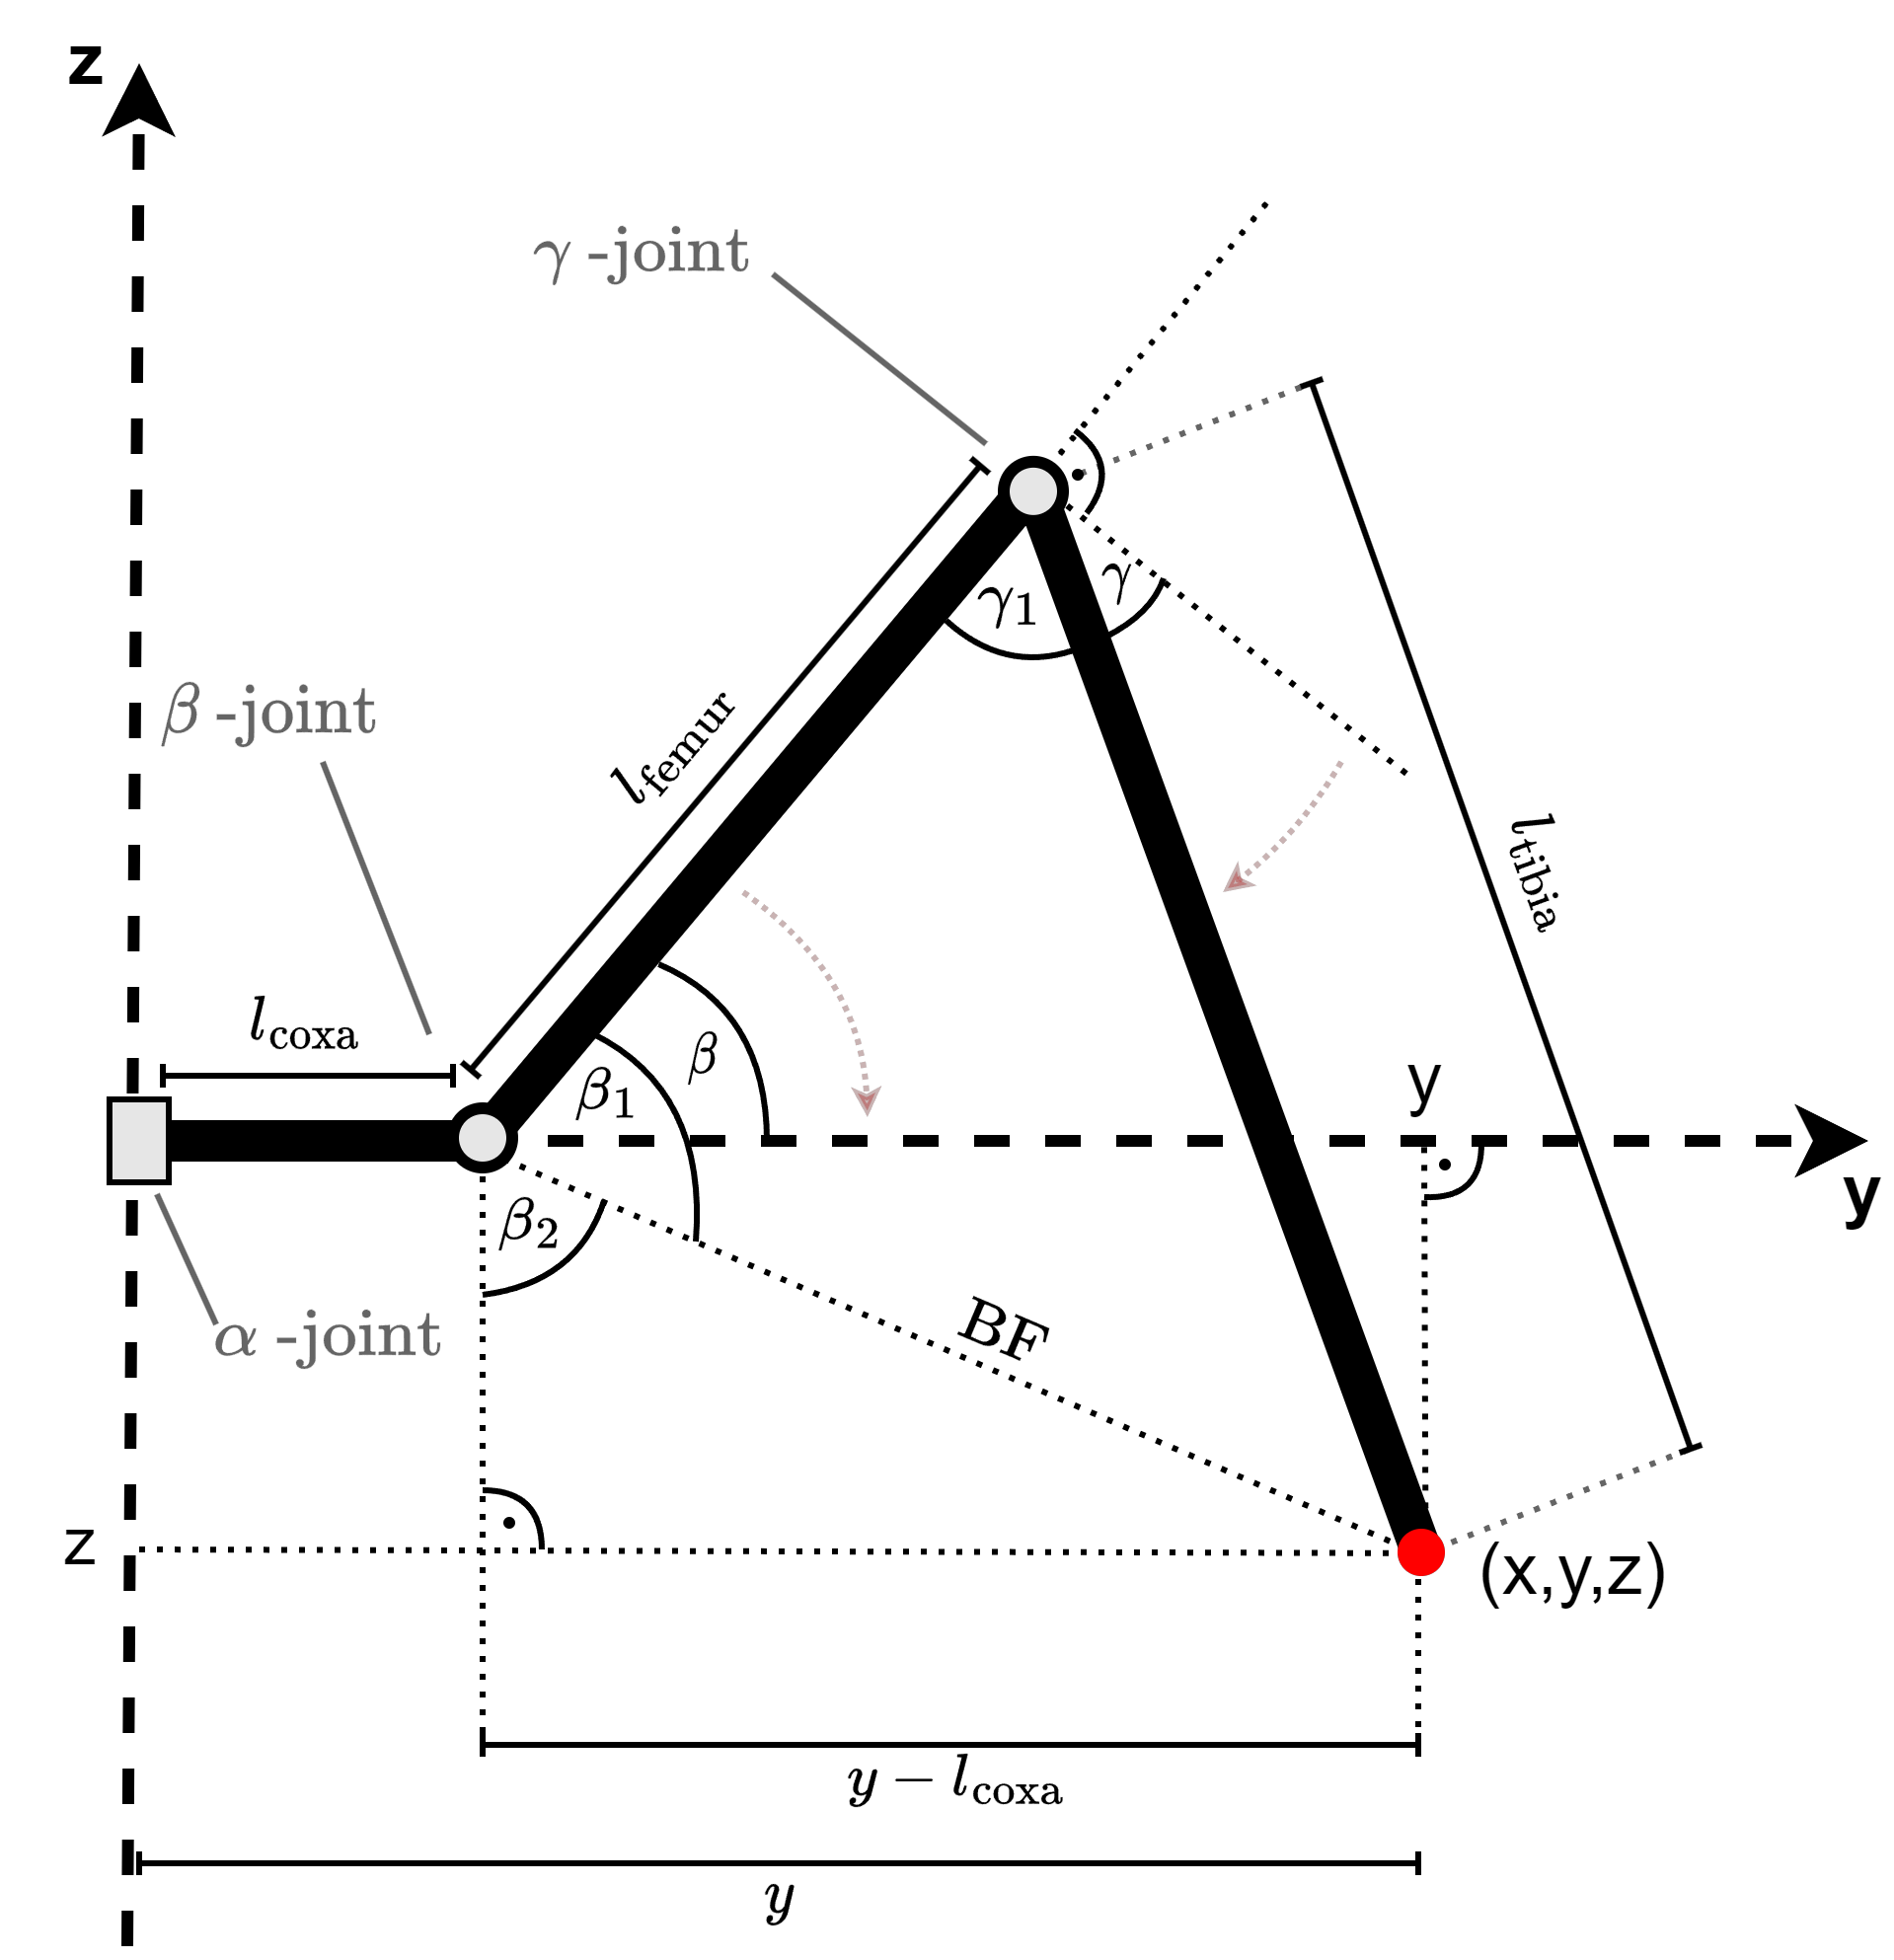 z
γ -joint
γ₁
γ
β -joint
l_femur
l_tibia
l_coxa
β
β₁
y
y
β₂
α -joint
BF
z
(x,y,z)
y − l_coxa
y